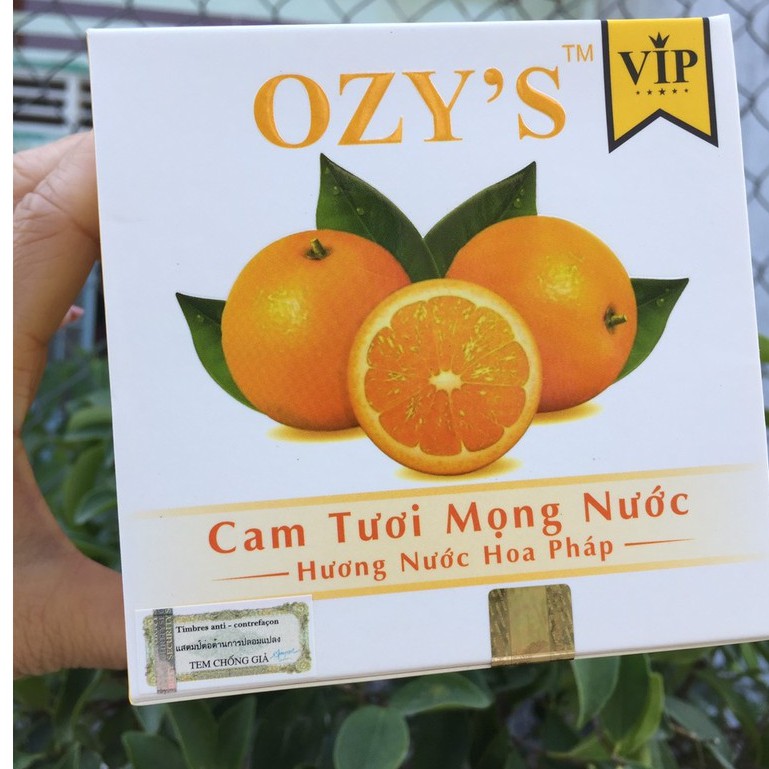 OZY'S™
VIP
Cam Tươi Mọng Nước
Hương Nước Hoa Pháp
Timbres anti - contrefaçon
แสตมป์ต่อต้านการปลอมแปลง
TEM CHỐNG GIẢ